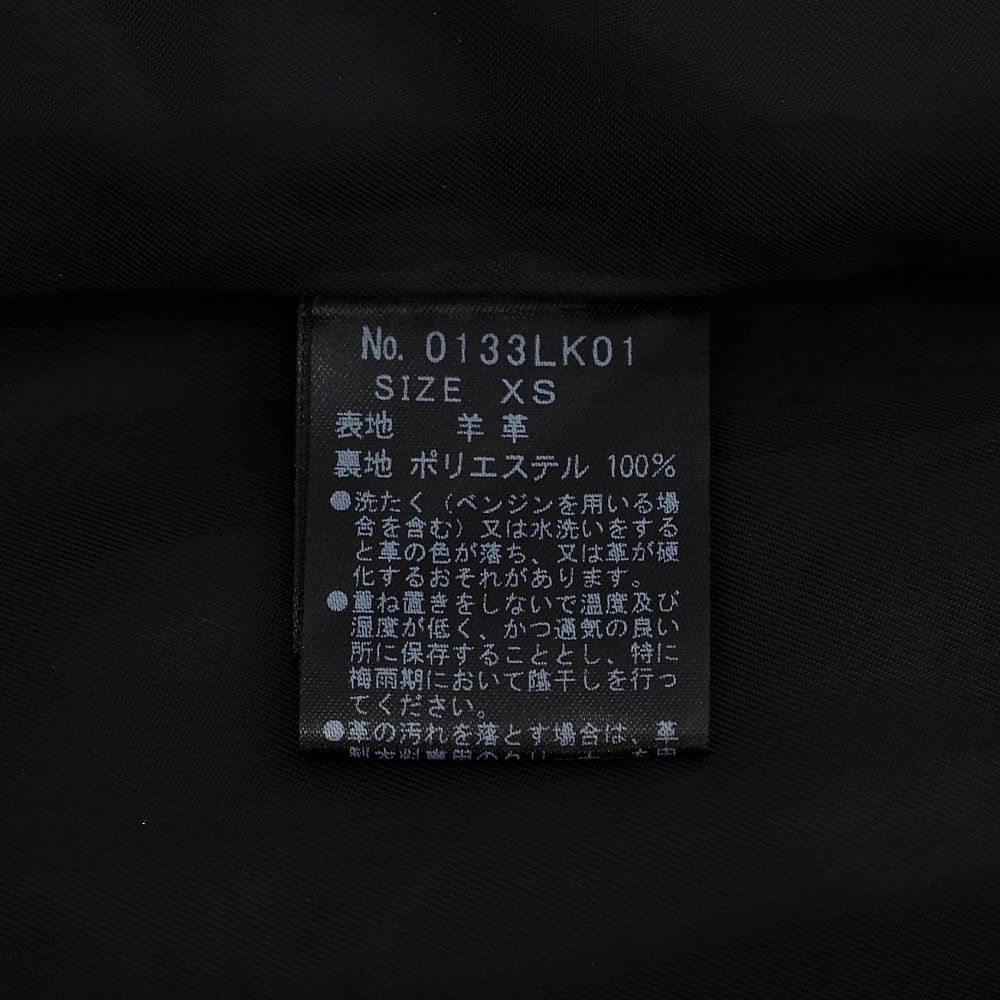 No. 0133LK01
SIZE XS
表地 羊革
裏地 ポリエステル 100%
●洗たく(ベンジンを用いる場
合を含む)又は水洗いをする
と革の色が落ち、又は革が硬
化するおそれがあります。
●重ね置きをしないで温度及び
湿度が低く、かつ通気の良い
所に保存することとし、特に
梅雨期において陰干しを行っ
てください。
●革の汚れを落とす場合は、革